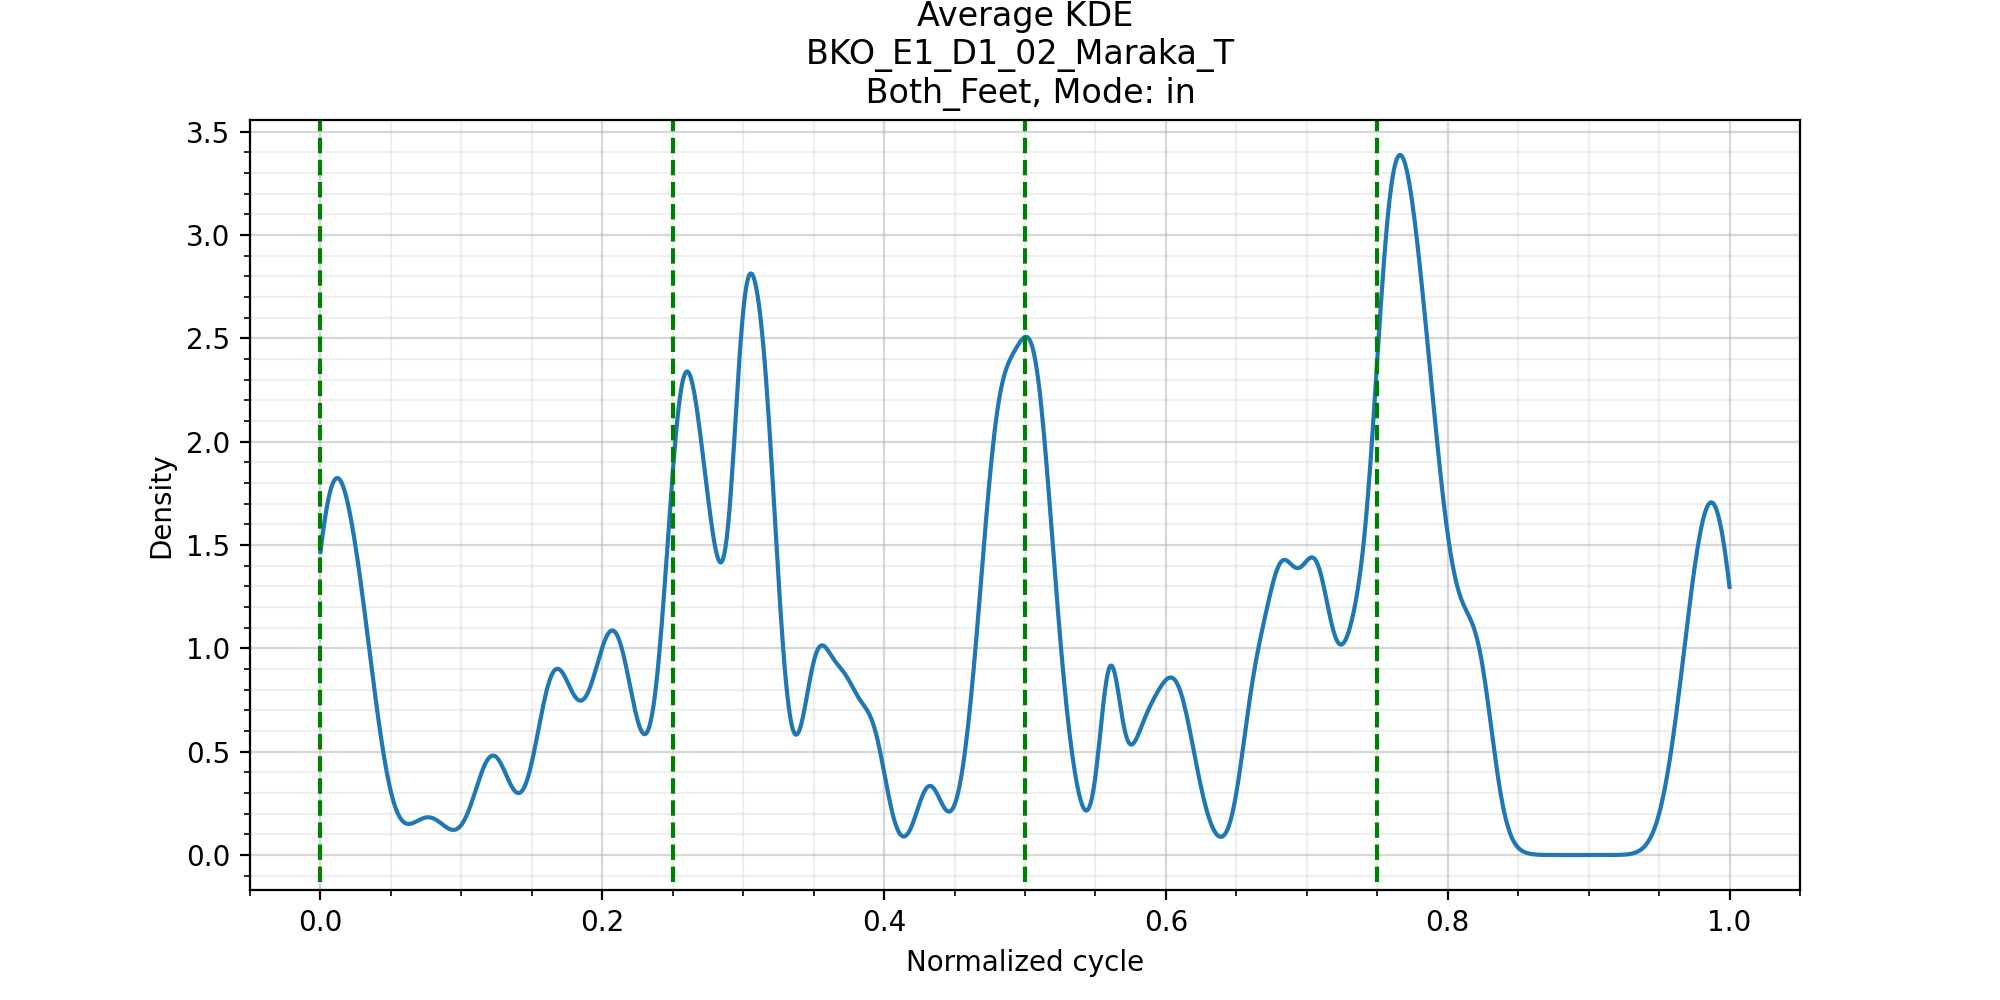 Average KDE
BKO_E1_D1_02_Maraka_T
Both_Feet, Mode: in
3.5
3.0
2.5
2.0
1.5
1.0
0.5
0.0
Density
0.0 0.2 0.4 0.6 0.8 1.0
Normalized cycle